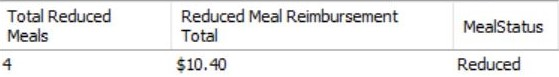 Total Reduced Meals
Reduced Meal Reimbursement Total
MealStatus
4
$10.40
Reduced